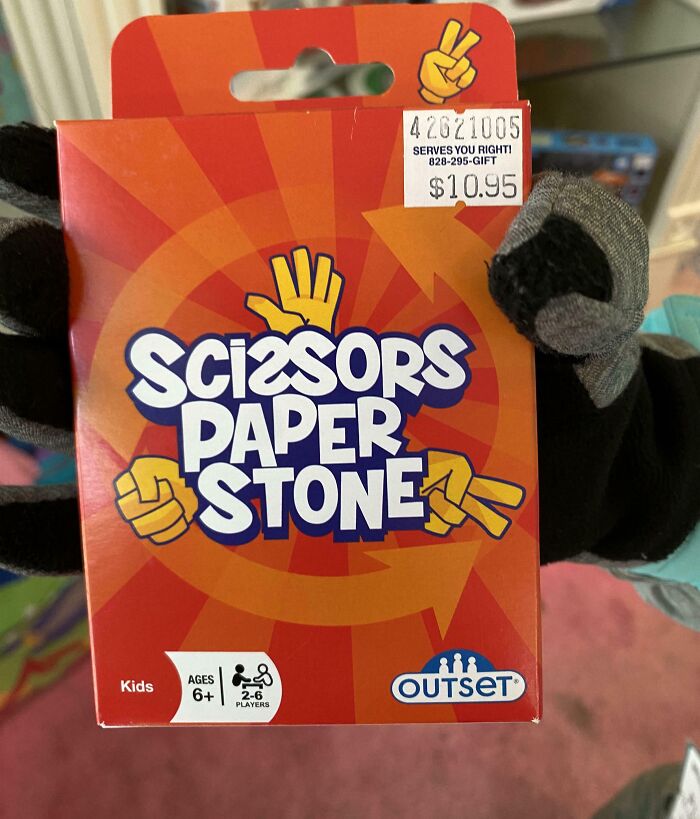 42621005
SERVES YOU RIGHT!
828-295-GIFT
$10.95
SCISSORS
PAPER
STONE
Kids
AGES
6+
2-6
PLAYERS
OUTSET®